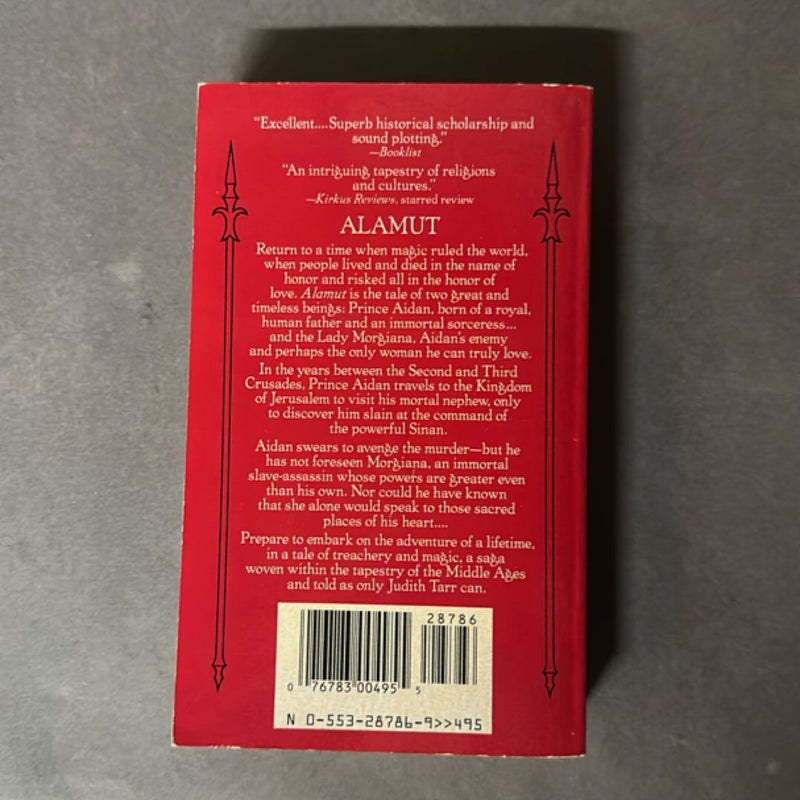 "Excellent....Superb historical scholarship and
sound plotting."
—Booklist
"An intriguing tapestry of religions
and cultures."
—Kirkus Reviews, starred review
ALAMUT
Return to a time when magic ruled the world,
when people lived and died in the name of
honor and risked all in the honor of
love. Alamut is the tale of two great and
timeless beings: Prince Aidan, born of a royal,
human father and an immortal sorceress...
and the Lady Morgiana, Aidan's enemy
and perhaps the only woman he can truly love.
In the years between the Second and Third
Crusades, Prince Aidan travels to the Kingdom
of Jerusalem to visit his mortal nephew, only
to discover him slain at the command of
the powerful Sinan.
Aidan swears to avenge the murder—but he
has not foreseen Morgiana, an immortal
slave-assassin whose powers are greater even
than his own. Nor could he have known
that she alone would speak to those sacred
places of his heart....
Prepare to embark on the adventure of a lifetime,
in a tale of treachery and magic, a saga
woven within the tapestry of the Middle Ages
and told as only Judith Tarr can.
28786
0 76783 00495 5
N 0-553-28786-9>>495